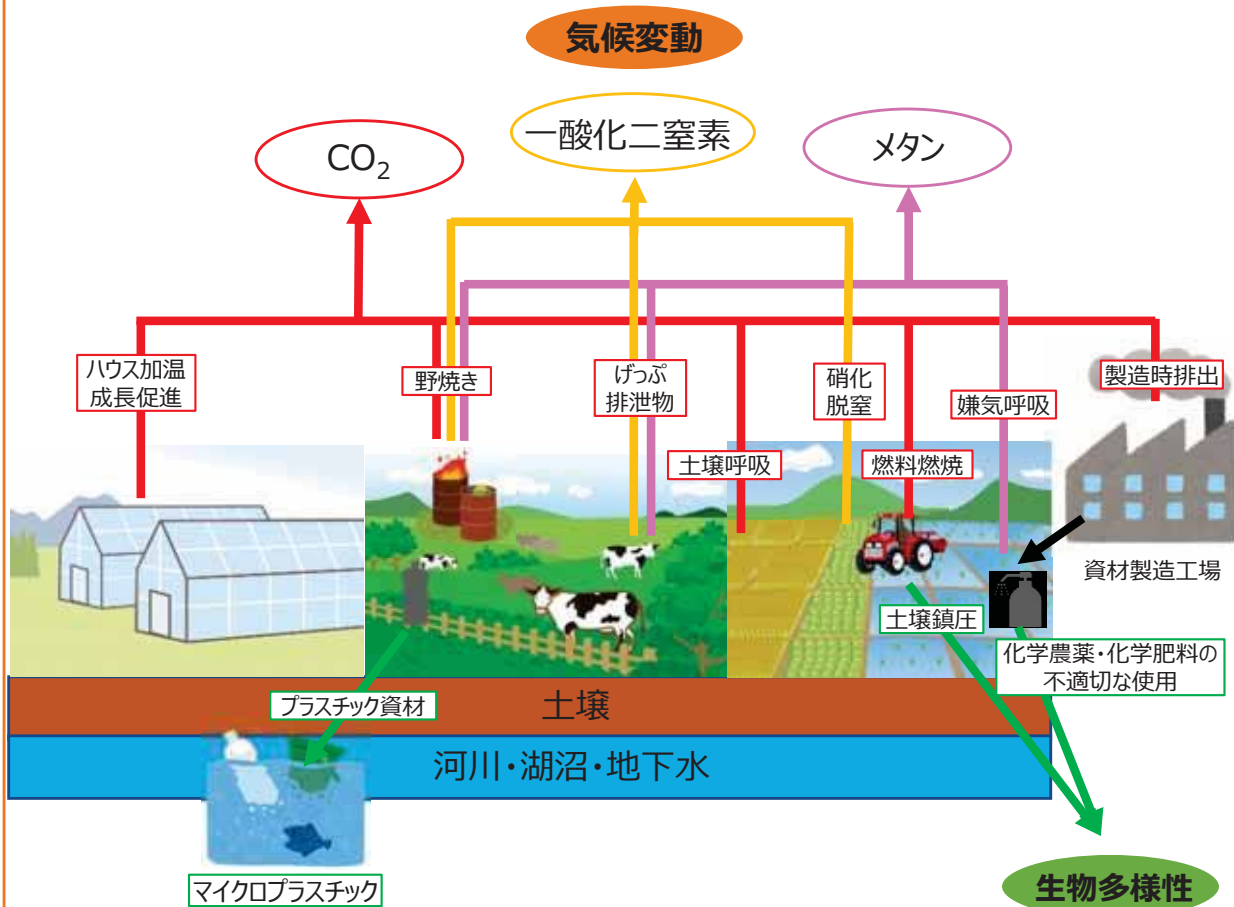 気候変動
CO₂
一酸化二窒素
メタン
ハウス加温
成長促進
野焼き
げっぷ
排泄物
硝化
脱窒
嫌気呼吸
製造時排出
土壌呼吸
燃料燃焼
資材製造工場
土壌鎮圧
化学農薬・化学肥料の
不適切な使用
プラスチック資材
土壌
河川・湖沼・地下水
マイクロプラスチック
生物多様性